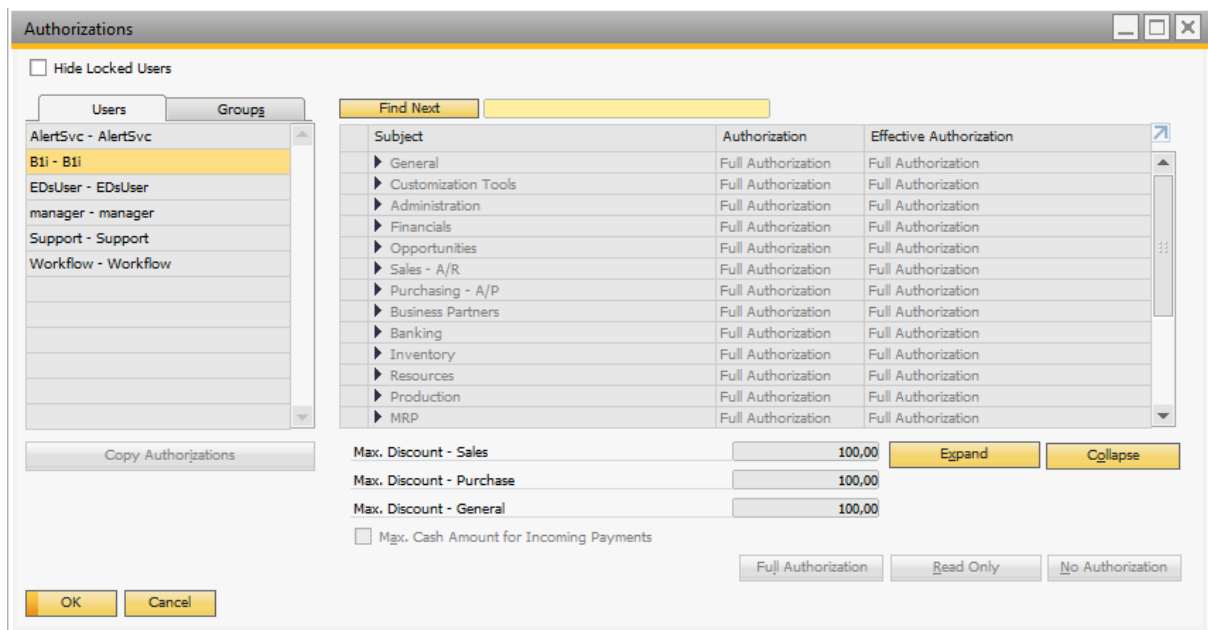 Authorizations
Hide Locked Users
Users Groups
AlertSvc - AlertSvc
B1i - B1i
EDsUser - EDsUser
manager - manager
Support - Support
Workflow - Workflow
Copy Authorizations
Find Next
Subject Authorization Effective Authorization
General Full Authorization Full Authorization
Customization Tools Full Authorization Full Authorization
Administration Full Authorization Full Authorization
Financials Full Authorization Full Authorization
Opportunities Full Authorization Full Authorization
Sales - A/R Full Authorization Full Authorization
Purchasing - A/P Full Authorization Full Authorization
Business Partners Full Authorization Full Authorization
Banking Full Authorization Full Authorization
Inventory Full Authorization Full Authorization
Resources Full Authorization Full Authorization
Production Full Authorization Full Authorization
MRP Full Authorization Full Authorization
Max. Discount - Sales 100,00 Expand Collapse
Max. Discount - Purchase 100,00
Max. Discount - General 100,00
Max. Cash Amount for Incoming Payments
Full Authorization Read Only No Authorization
OK Cancel